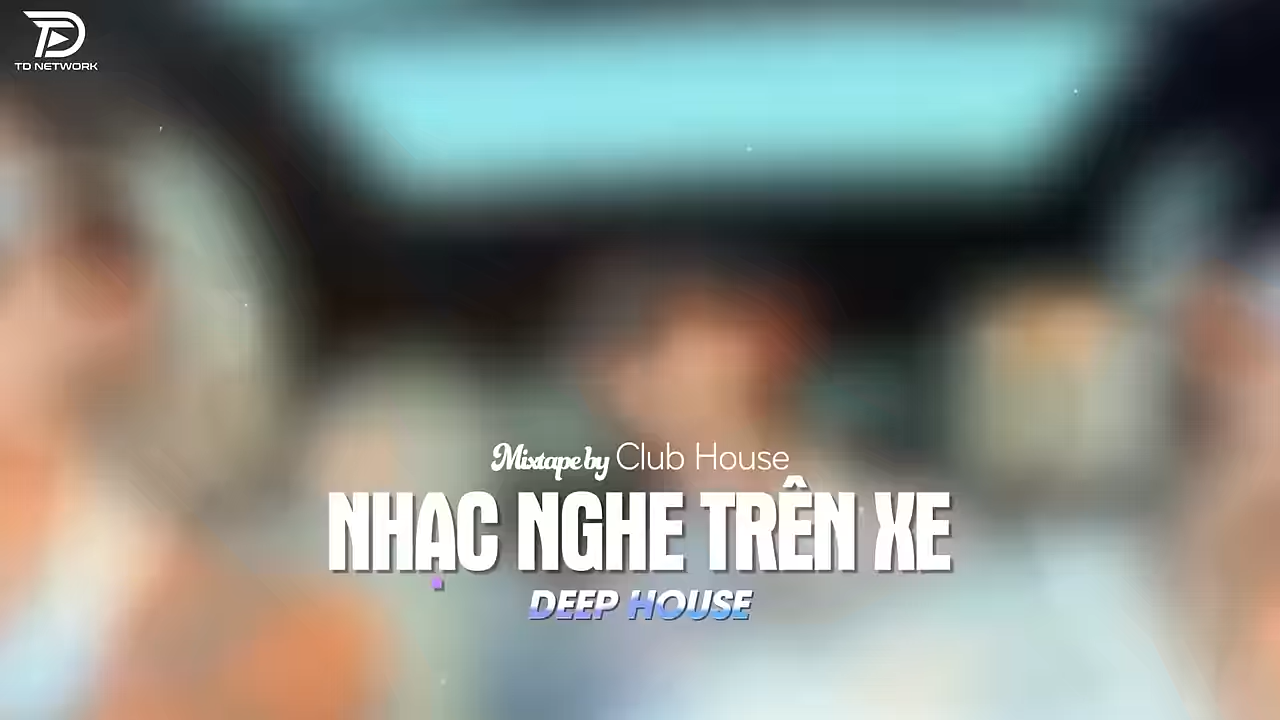 TD NETWORK
Mixtape by Club House
NHẠC NGHE TRÊN XE
DEEP HOUSE